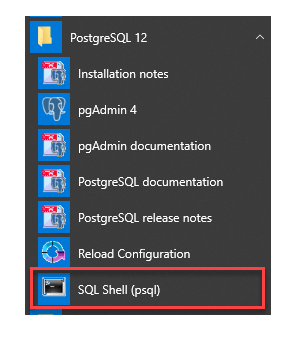 PostgreSQL 12
Installation notes
pgAdmin 4
pgAdmin documentation
PostgreSQL documentation
PostgreSQL release notes
Reload Configuration
SQL Shell (psql)